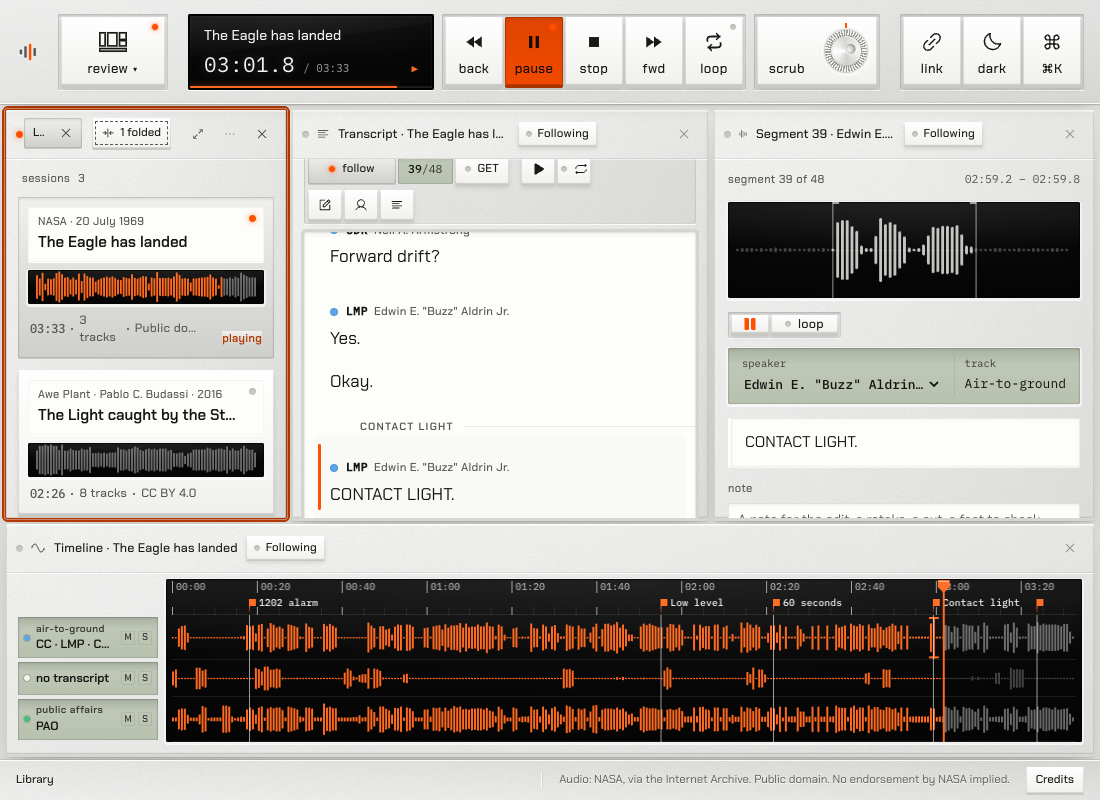 The Eagle has landed
03:01.8 / 03:33
review
back
pause
stop
fwd
loop
scrub
link
dark
⌘K
L..
1 folded
sessions 3
NASA · 20 July 1969
The Eagle has landed
03:33 · 3 tracks · Public do...
playing
Awe Plant · Pablo C. Budassi · 2016
The Light caught by the St...
02:26 · 8 tracks · CC BY 4.0
Transcript · The Eagle has l...
Following
follow
39/48
GET
CDR Neil A. Armstrong
Forward drift?
LMP Edwin E. "Buzz" Aldrin Jr.
Yes.
Okay.
CONTACT LIGHT
LMP Edwin E. "Buzz" Aldrin Jr.
CONTACT LIGHT.
Segment 39 · Edwin E....
Following
segment 39 of 48
02:59.2 – 02:59.8
loop
speaker
Edwin E. "Buzz" Aldrin…
track
Air-to-ground
CONTACT LIGHT.
note
Timeline · The Eagle has landed
Following
00:00 00:20 00:40 01:00 01:20 01:40 02:00 02:20 02:40 03:20
1202 alarm
Low level
60 seconds
Contact light
air-to-ground
CC · LMP · C...
M S
no transcript
M S
public affairs
PAO
M S
Library
Audio: NASA, via the Internet Archive. Public domain. No endorsement by NASA implied.
Credits